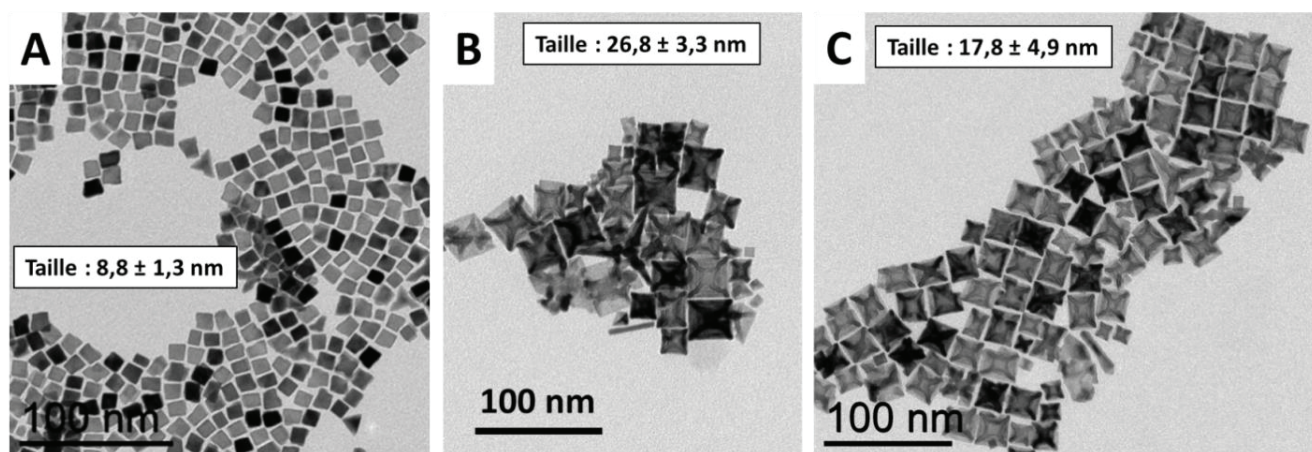 A
Taille : 8,8 ± 1,3 nm
100 nm
B
Taille : 26,8 ± 3,3 nm
100 nm
C
Taille : 17,8 ± 4,9 nm
100 nm